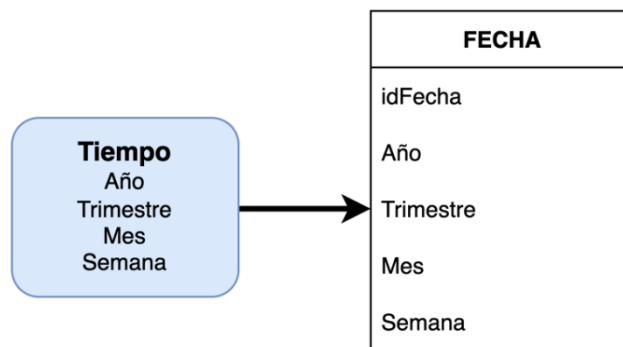 Tiempo
Año
Trimestre
Mes
Semana
FECHA
idFecha
Año
Trimestre
Mes
Semana